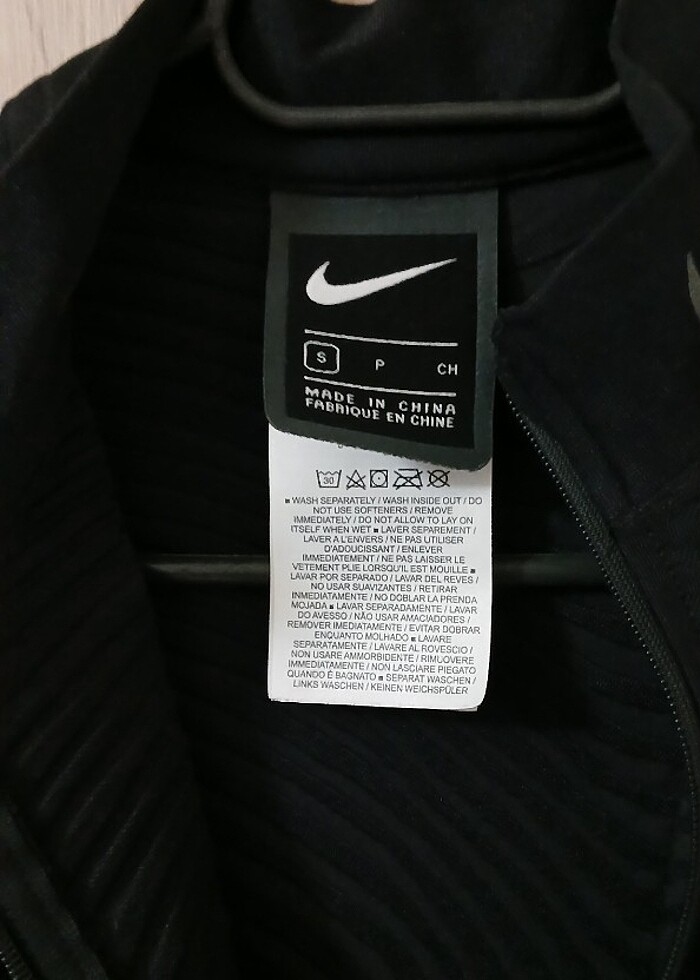 S P CH
MADE IN CHINA
FABRIQUE EN CHINE
30
▪ WASH SEPARATELY / WASH INSIDE OUT / DO
NOT USE SOFTENERS / REMOVE
IMMEDIATELY / DO NOT ALLOW TO LAY ON
ITSELF WHEN WET ▪ LAVER SEPAREMENT /
LAVER A L'ENVERS / NE PAS UTILISER
D'ADOUCISSANT / ENLEVER
IMMEDIATEMENT / NE PAS LAISSER LE
VETEMENT PLIE LORSQU'IL EST MOUILLE ▪
LAVAR POR SEPARADO / LAVAR DEL REVES /
NO USAR SUAVIZANTES / RETIRAR
INMEDIATAMENTE / NO DOBLAR LA PRENDA
MOJADA ▪ LAVAR SEPARADAMENTE / LAVAR
DO AVESSO / NÃO USAR AMACIADORES /
REMOVER IMEDIATAMENTE / EVITAR DOBRAR
ENQUANTO MOLHADO ▪ LAVARE
SEPARATAMENTE / LAVARE AL ROVESCIO /
NON USARE AMMORBIDENTE / RIMUOVERE
IMMEDIATAMENTE / NON LASCIARE PIEGATO
QUANDO É BAGNATO ▪ SEPARAT WASCHEN /
LINKS WASCHEN / KEINEN WEICHSPÜLER